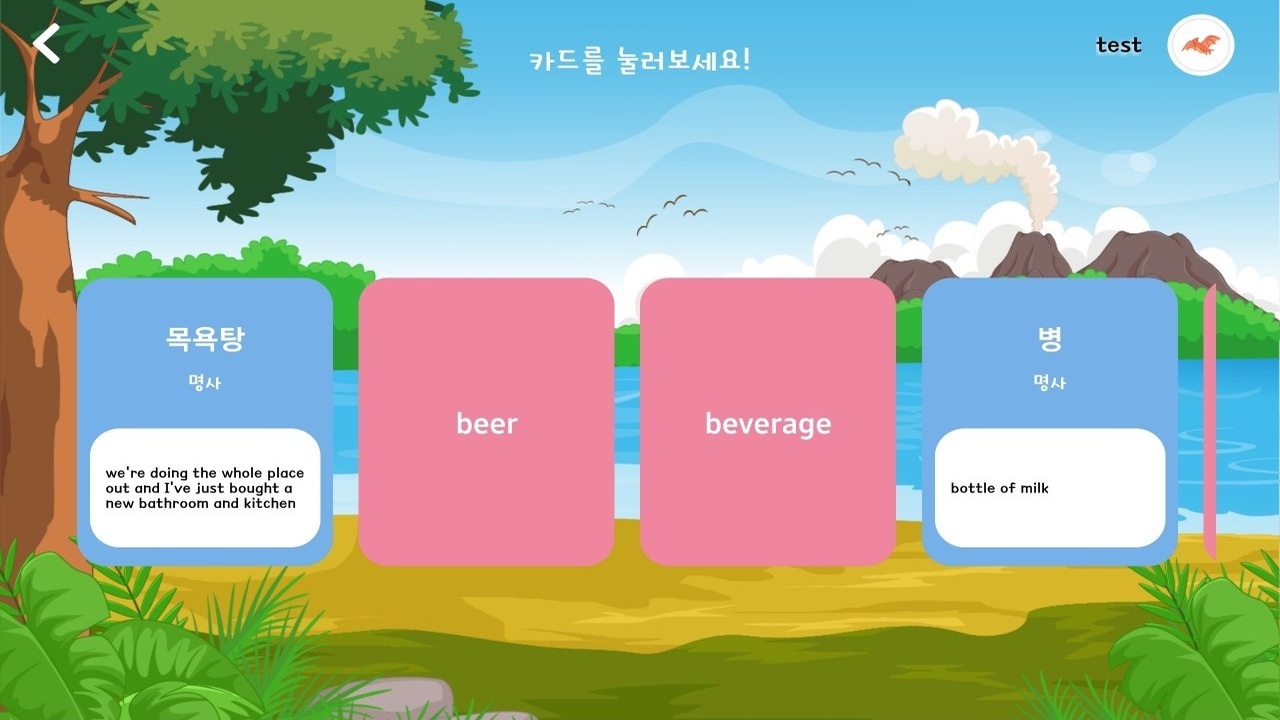 카드를 눌러보세요!
test
목욕탕
명사
we're doing the whole place
out and I've just bought a
new bathroom and kitchen
beer
beverage
병
명사
bottle of milk